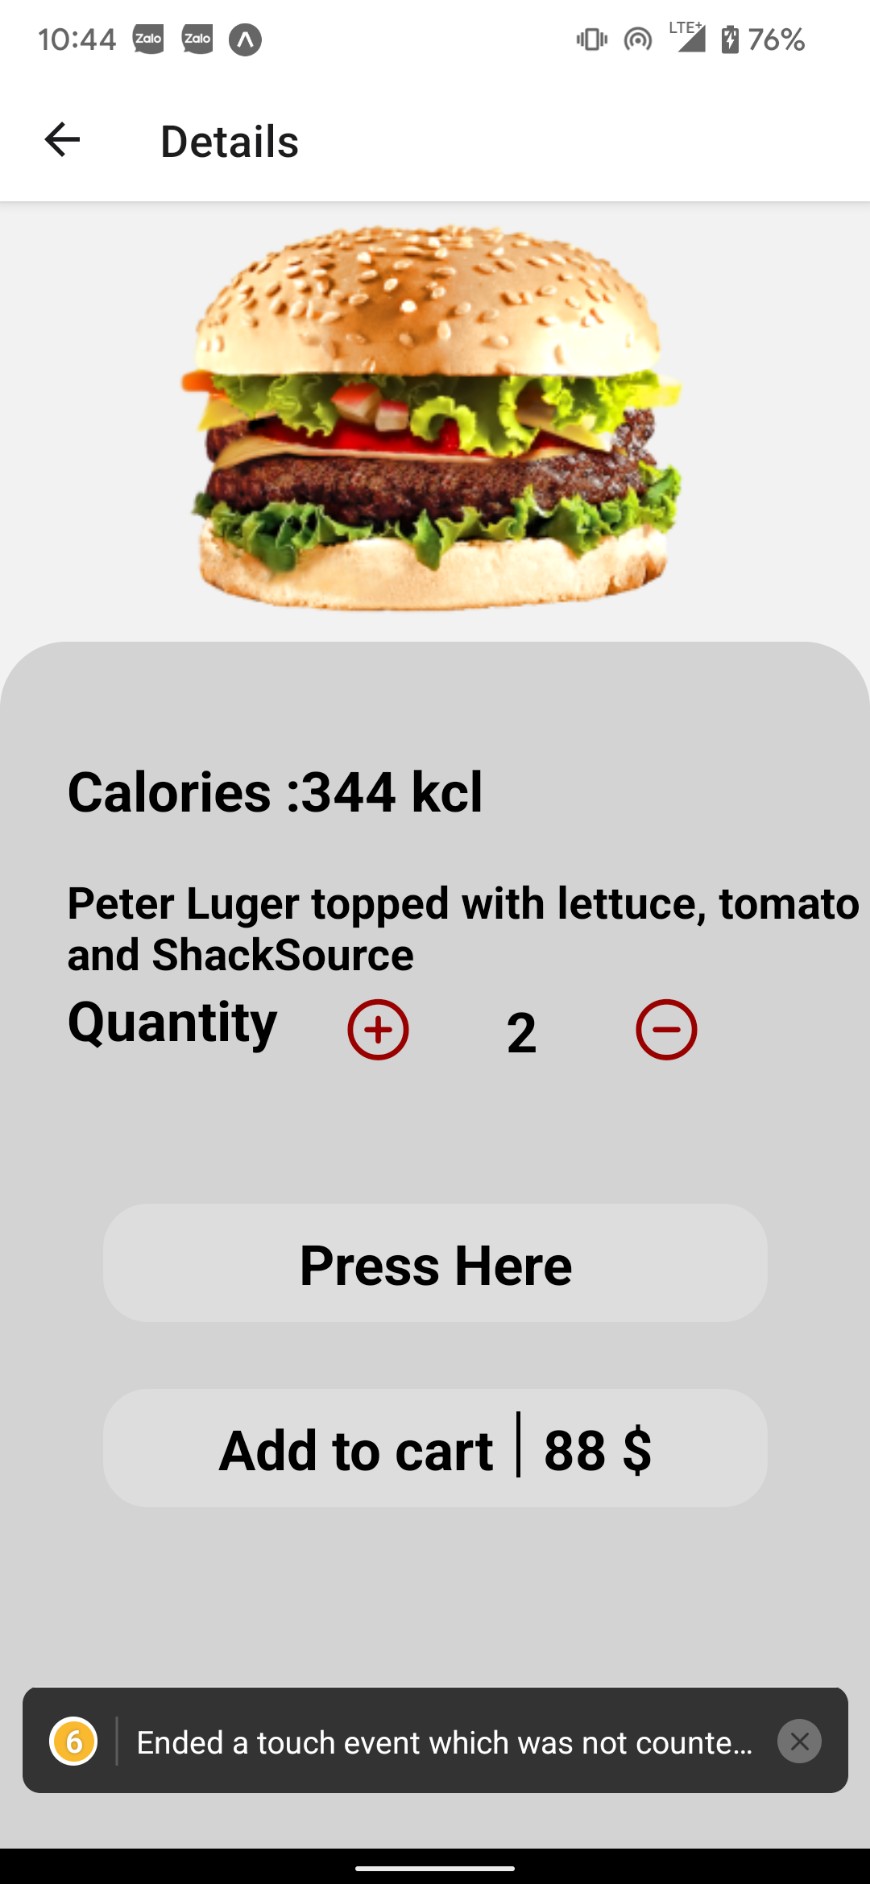 10:44 Zalo Zalo LTE+ 76%
Details
Calories :344 kcl
Peter Luger topped with lettuce, tomato
and ShackSource
Quantity 2
Press Here
Add to cart | 88 $
6 Ended a touch event which was not counte...